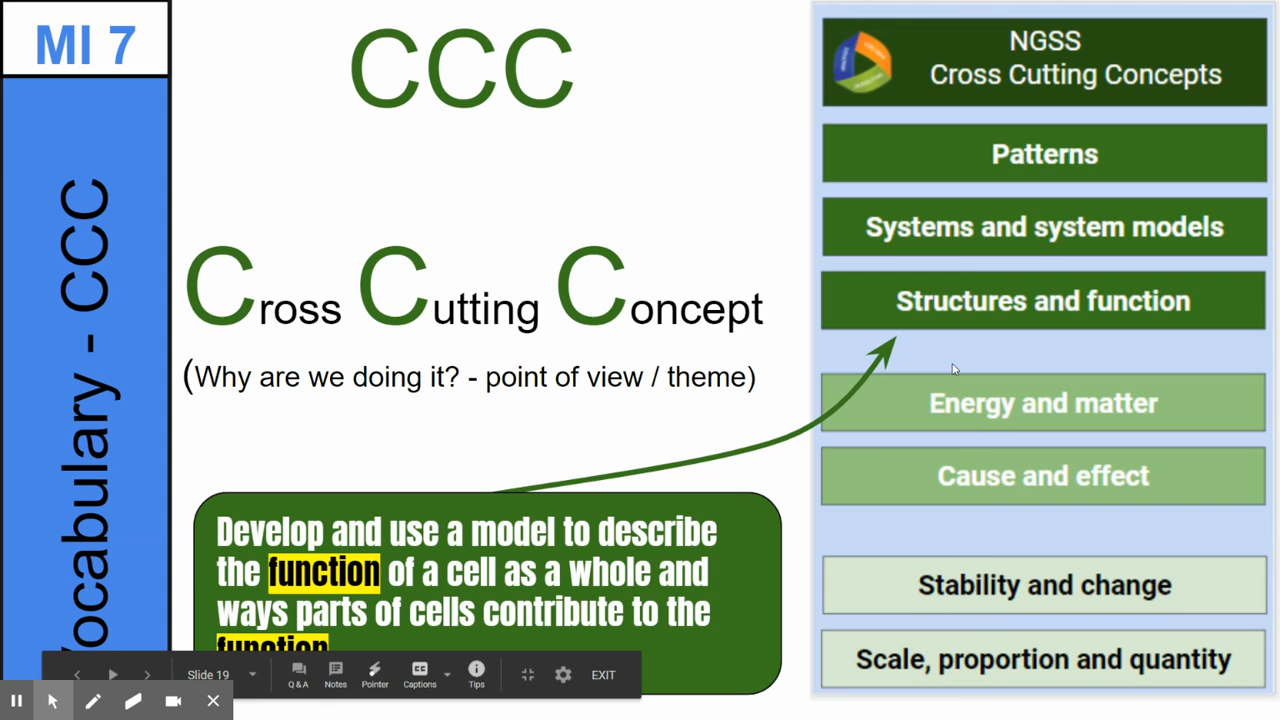 MI 7
Vocabulary - CCC
CCC
Cross Cutting Concept
(Why are we doing it? - point of view / theme)
Develop and use a model to describe
the function of a cell as a whole and
ways parts of cells contribute to the
function
NGSS
Cross Cutting Concepts
Patterns
Systems and system models
Structures and function
Energy and matter
Cause and effect
Stability and change
Scale, proportion and quantity
Slide 19
Q & A
Notes
Pointer
Captions
Tips
EXIT